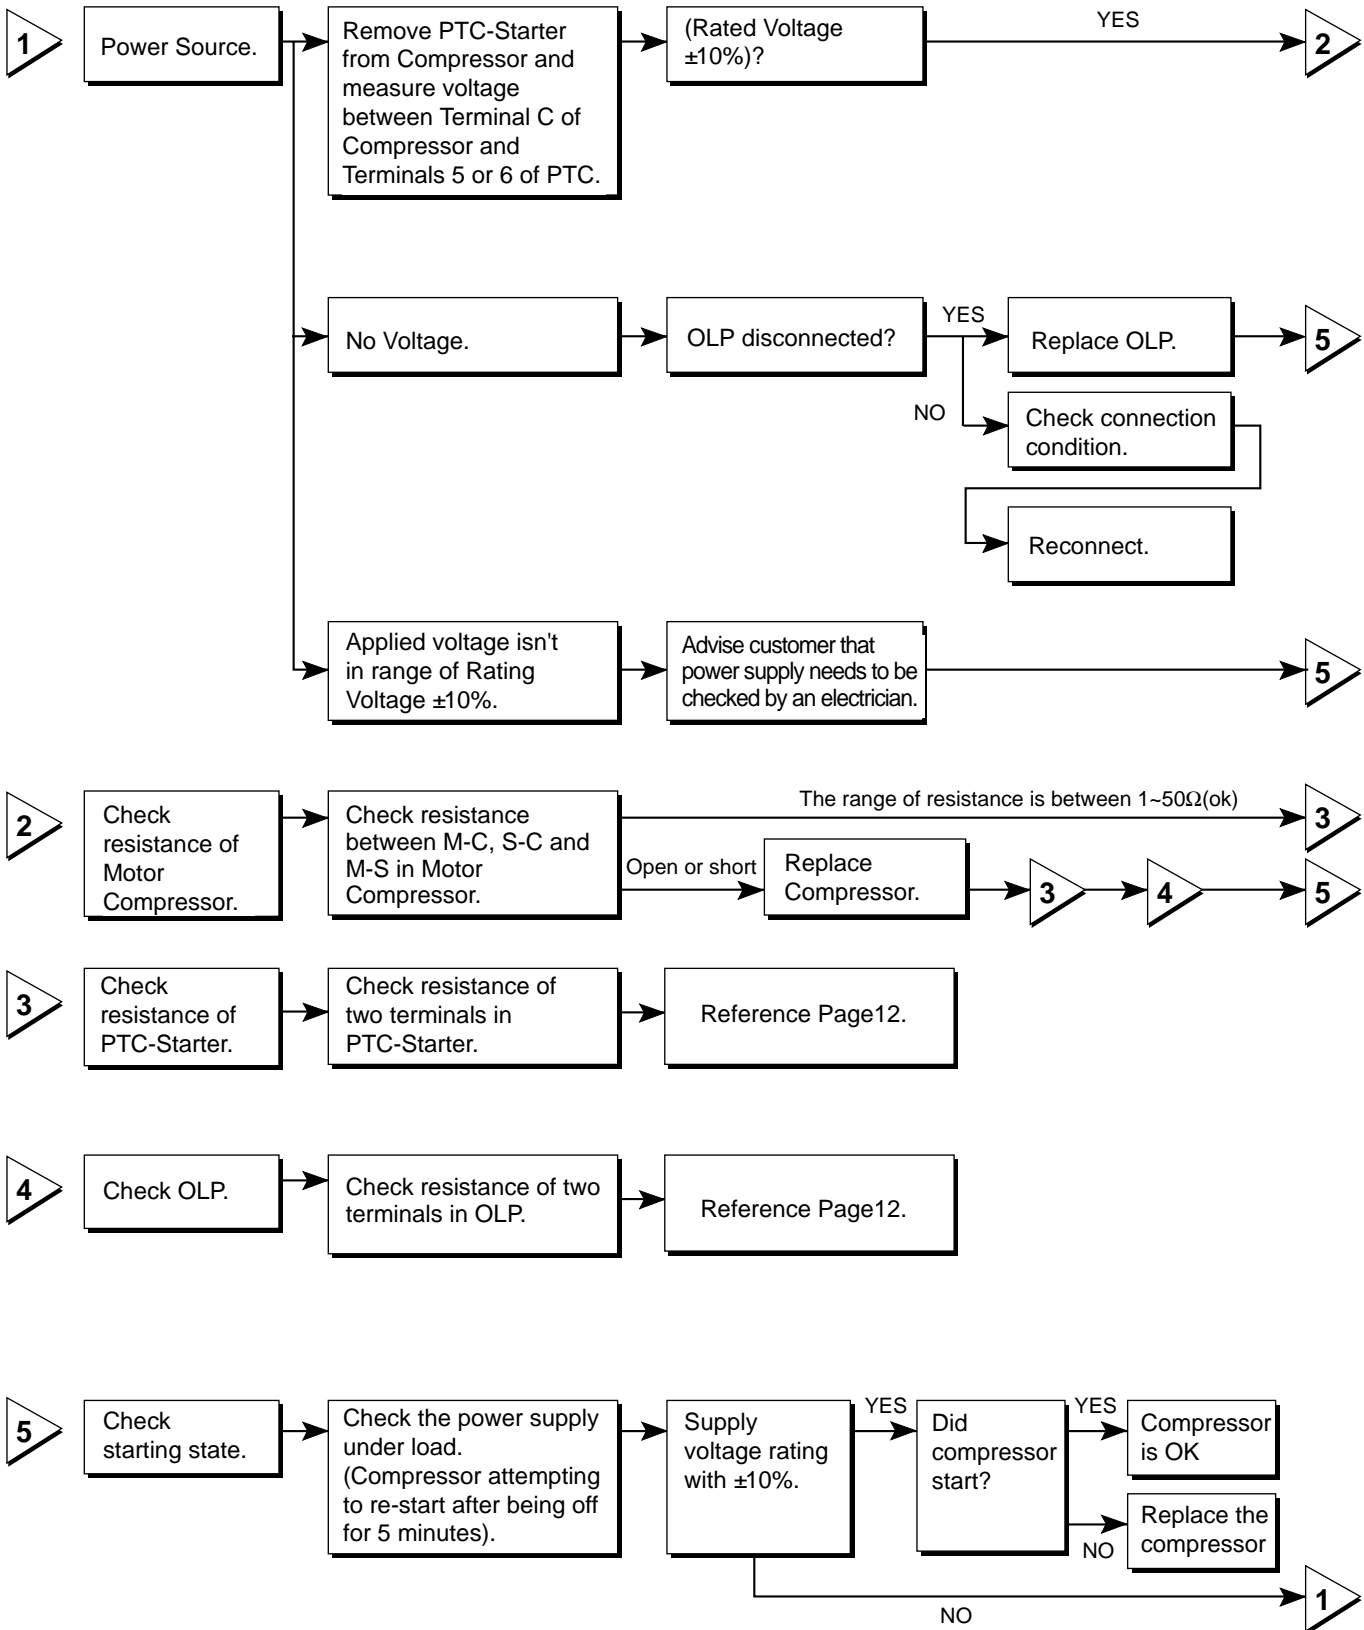 1
Power Source.
Remove PTC-Starter
from Compressor and
measure voltage
between Terminal C of
Compressor and
Terminals 5 or 6 of PTC.
(Rated Voltage
±10%)?
YES
2
No Voltage.
OLP disconnected?
YES
Replace OLP.
5
NO
Check connection
condition.
Reconnect.
Applied voltage isn't
in range of Rating
Voltage ±10%.
Advise customer that
power supply needs to be
checked by an electrician.
5
2
Check
resistance of
Motor
Compressor.
Check resistance
between M-C, S-C and
M-S in Motor
Compressor.
The range of resistance is between 1~50Ω(ok)
3
Open or short
Replace
Compressor.
3
4
5
3
Check
resistance of
PTC-Starter.
Check resistance of
two terminals in
PTC-Starter.
Reference Page12.
4
Check OLP.
Check resistance of two
terminals in OLP.
Reference Page12.
5
Check
starting state.
Check the power supply
under load.
(Compressor attempting
to re-start after being off
for 5 minutes).
Supply
voltage rating
with ±10%.
YES
Did
compressor
start?
YES
Compressor
is OK
NO
Replace the
compressor
NO
1